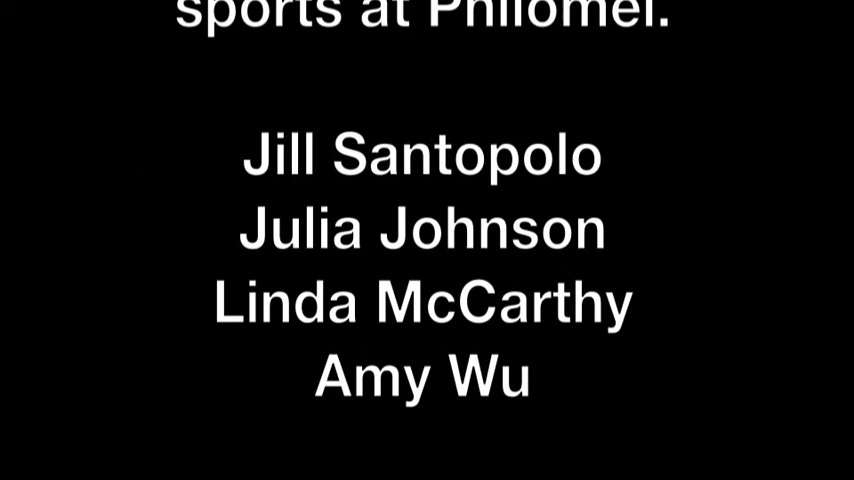 sports at Philomel.
Jill Santopolo
Julia Johnson
Linda McCarthy
Amy Wu